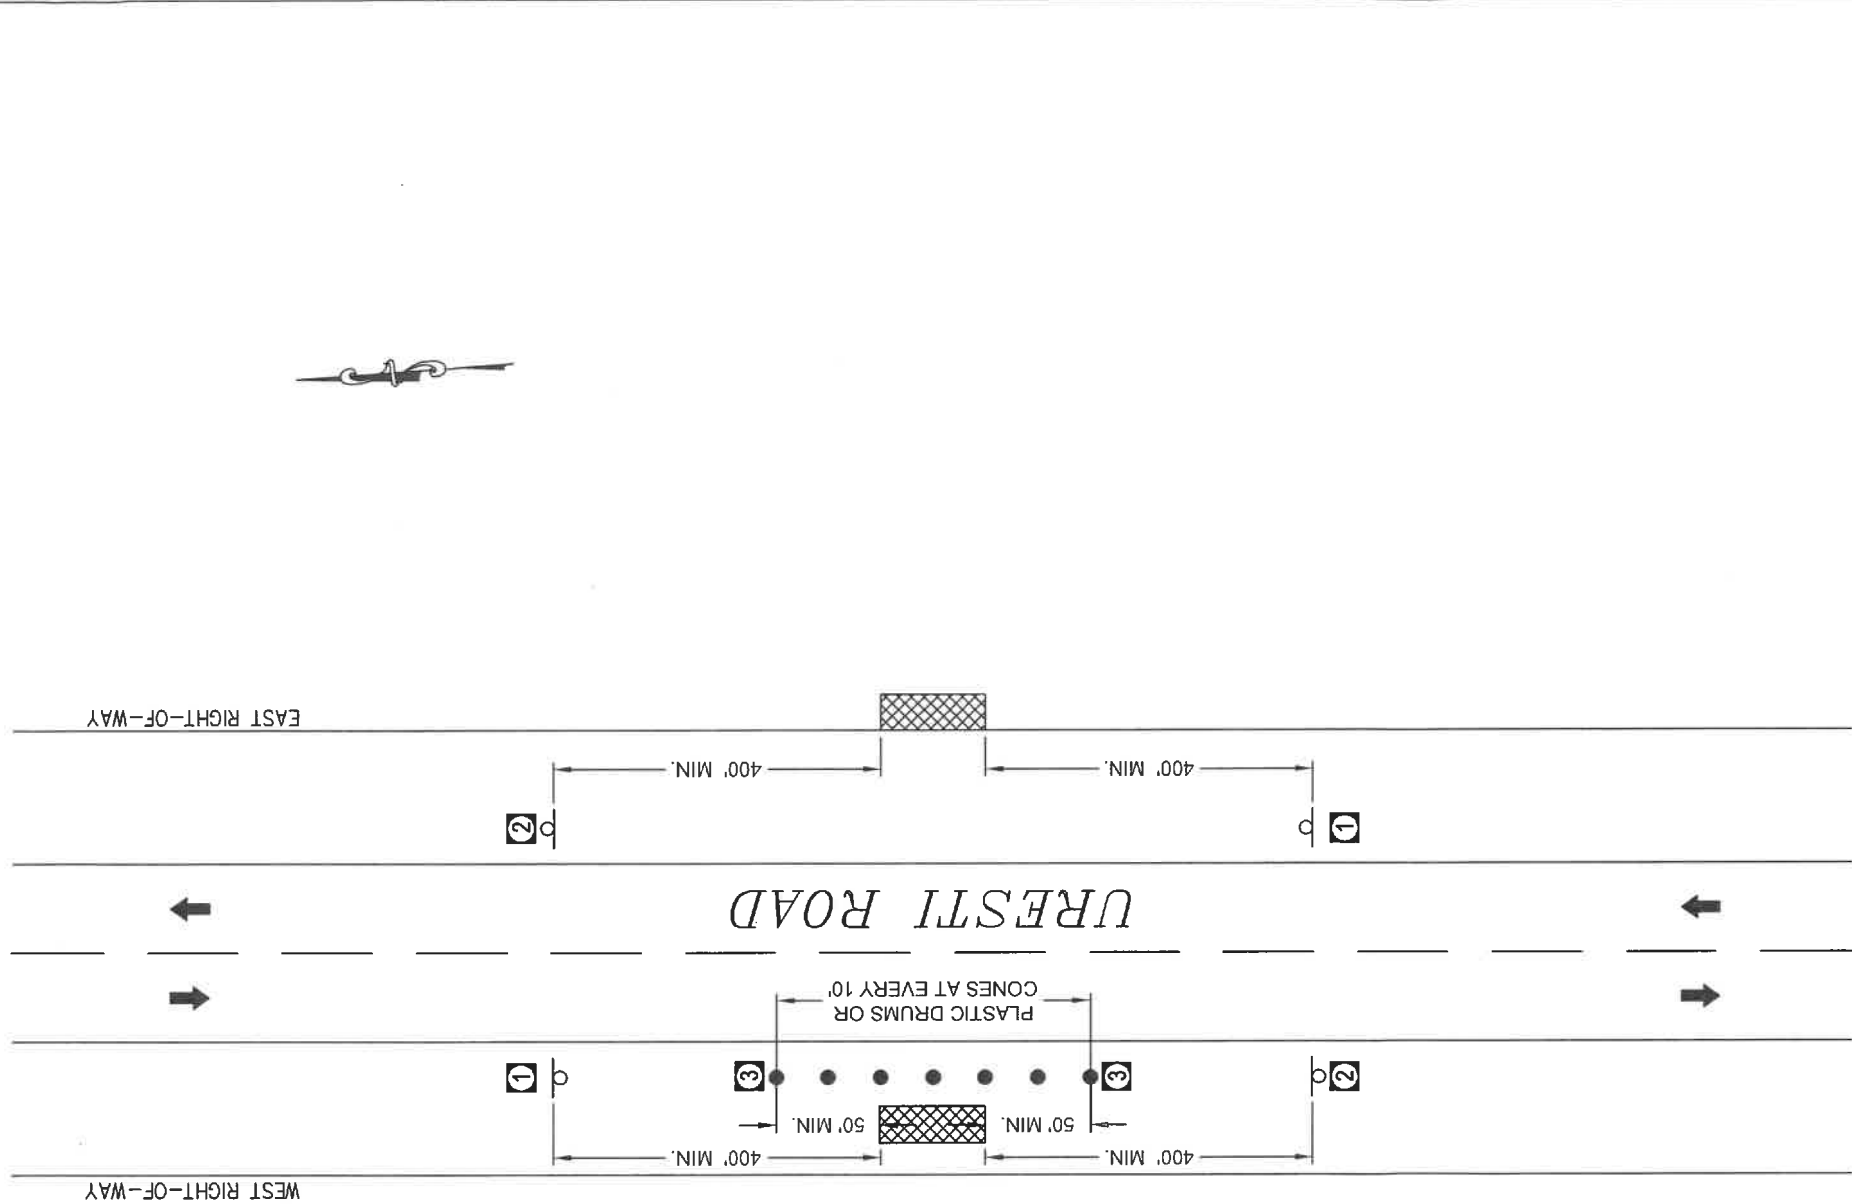 WEST RIGHT-OF-WAY
400' MIN. 400' MIN.
50' MIN. 50' MIN.
2 3 3 1
PLASTIC DRUMS OR
CONES AT EVERY 10'
URESTI ROAD
1 2
400' MIN. 400' MIN.
EAST RIGHT-OF-WAY